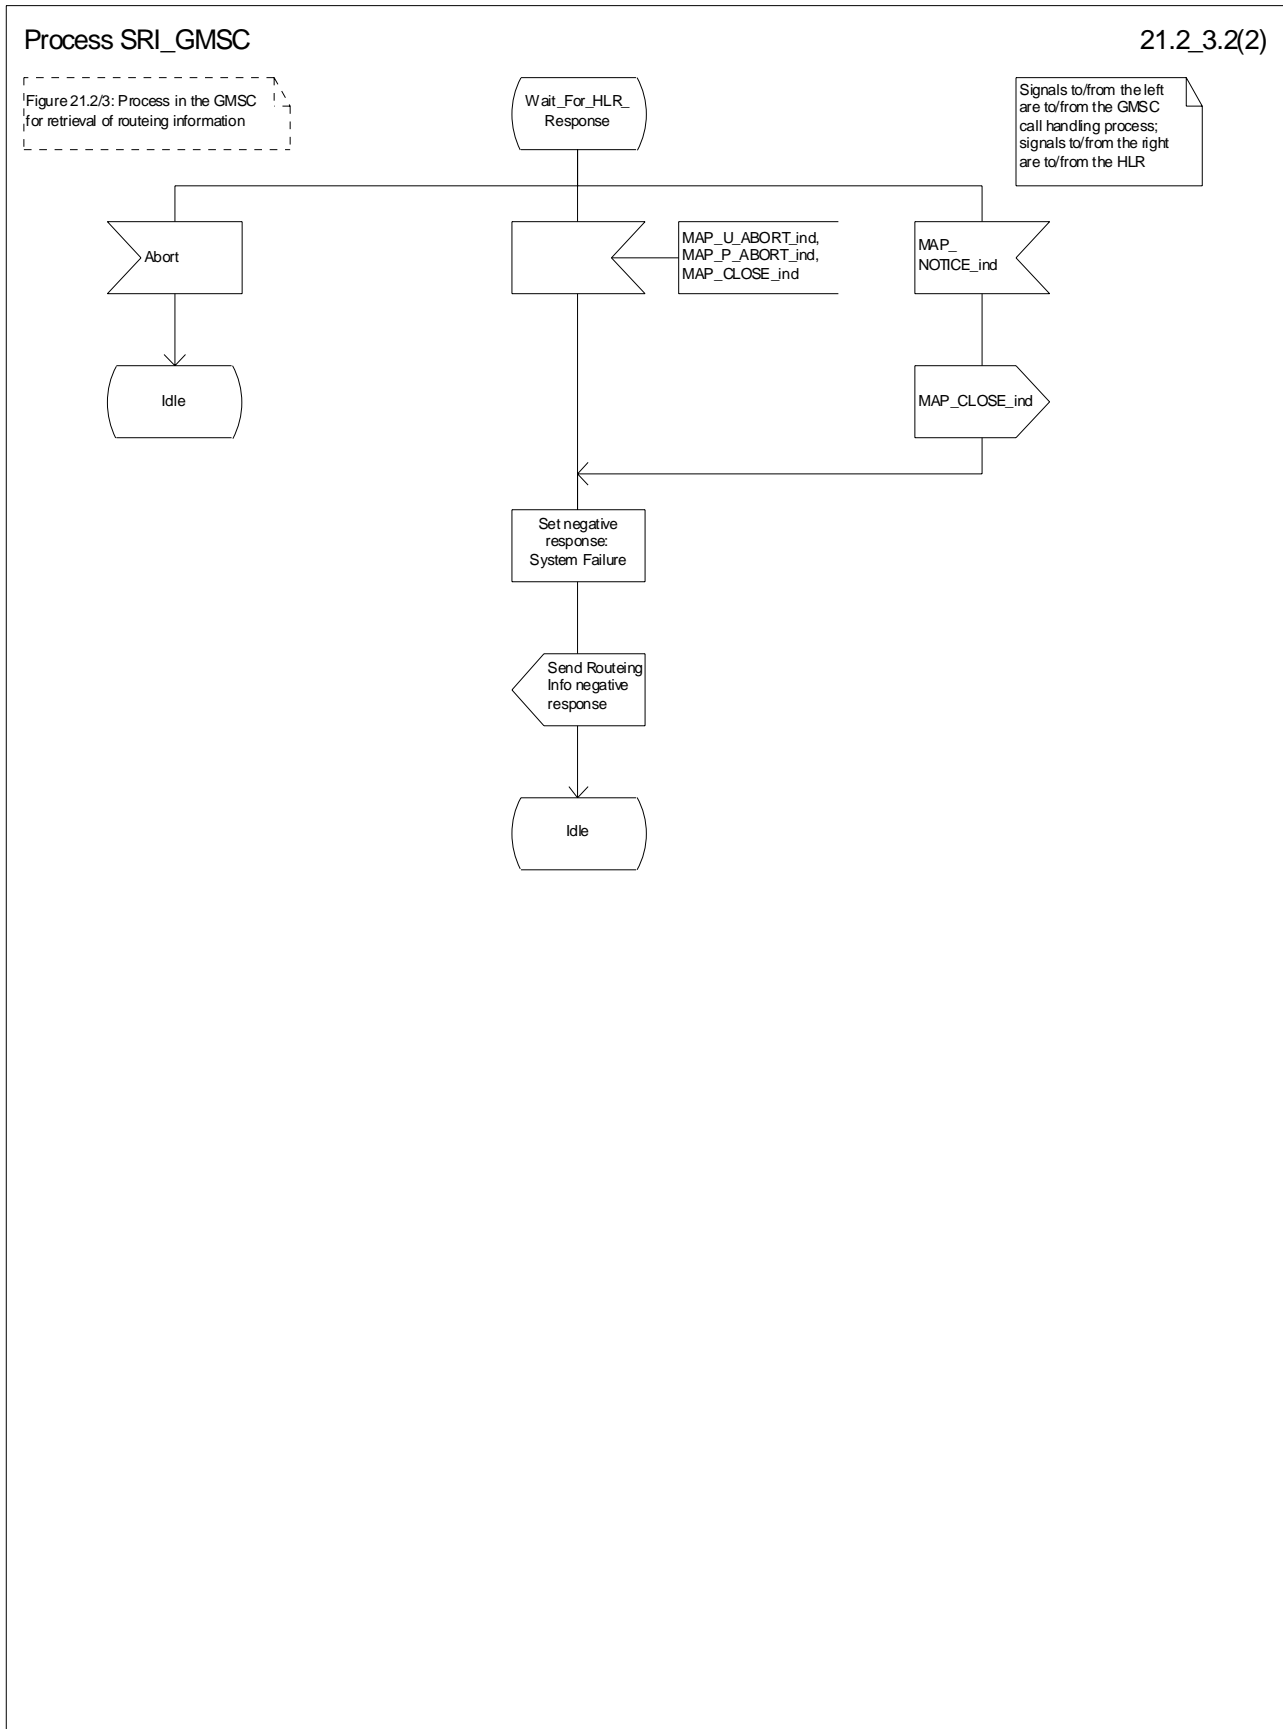 Process SRI_GMSC
21.2_3.2(2)
Figure 21.2/3: Process in the GMSC
for retrieval of routeing information
Wait_For_HLR_
Response
Signals to/from the left
are to/from the GMSC
call handling process;
signals to/from the right
are to/from the HLR
Abort
MAP_U_ABORT_ind,
MAP_P_ABORT_ind,
MAP_CLOSE_ind
MAP_
NOTICE_ind
Idle
MAP_CLOSE_ind
Set negative
response:
System Failure
Send Routeing
Info negative
response
Idle